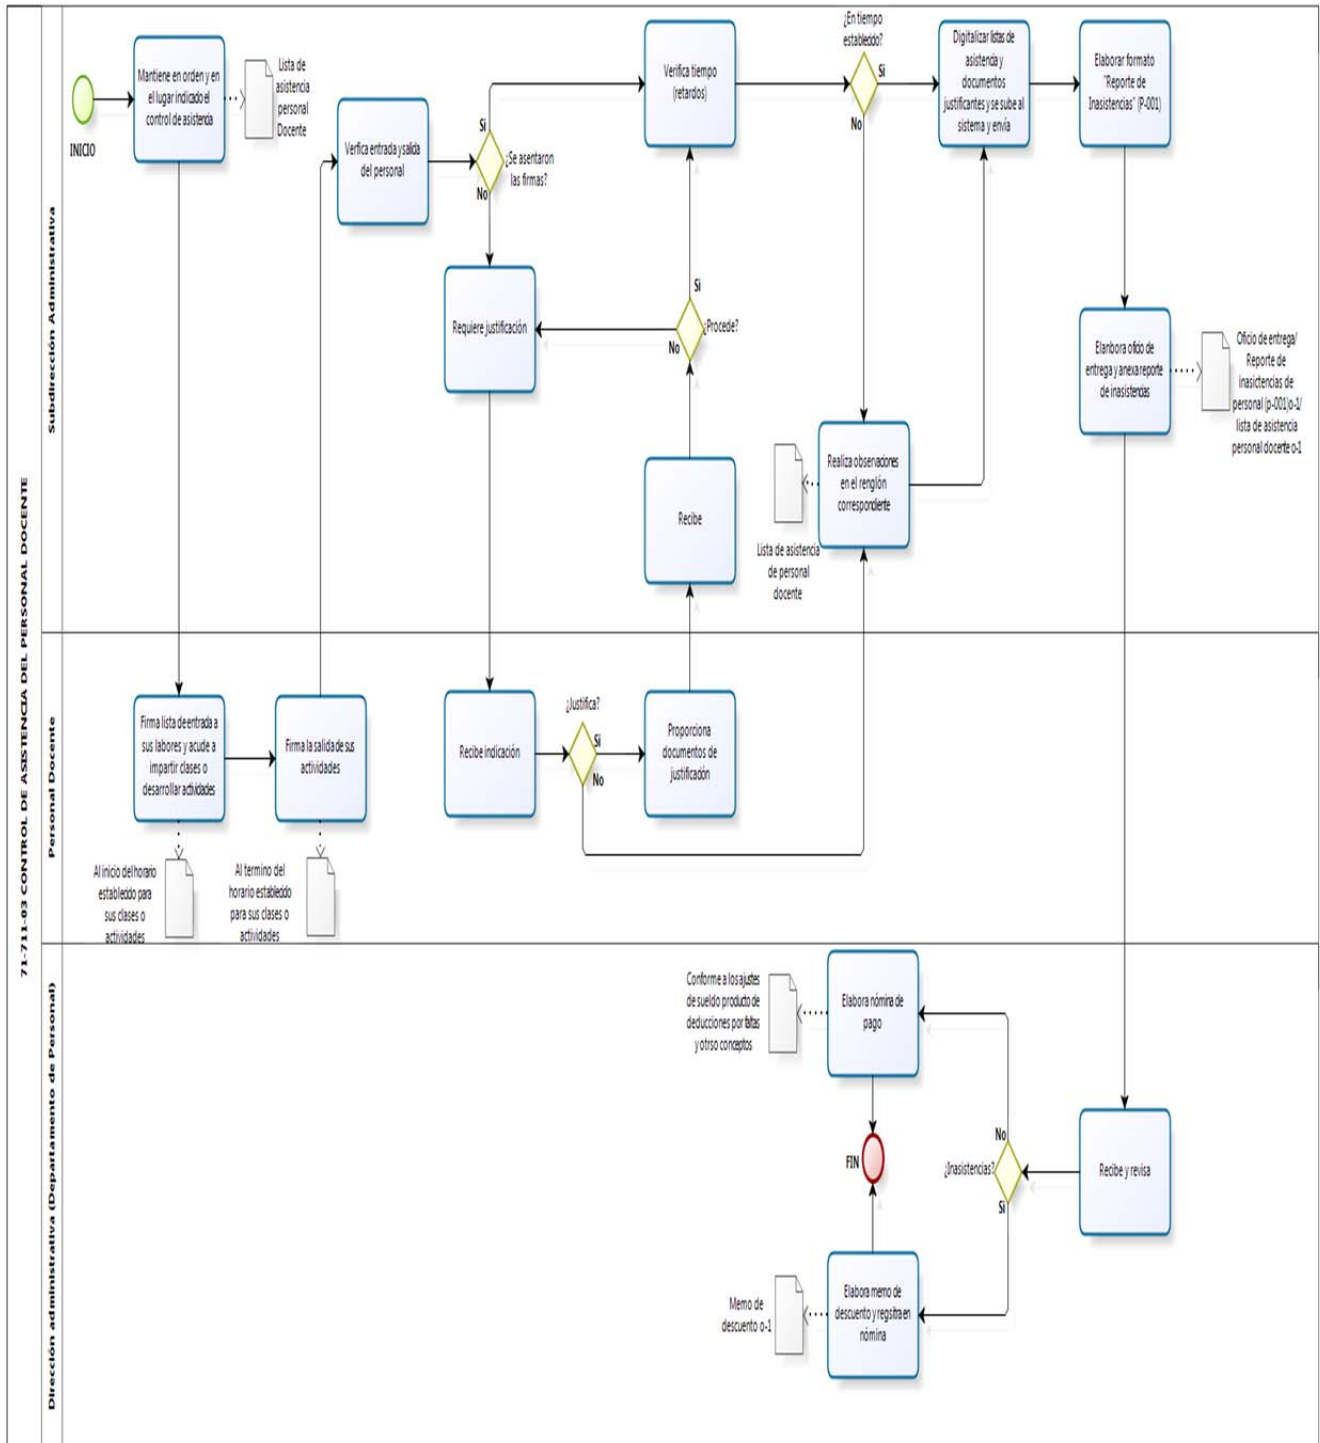 71-711-03 CONTROL DE ASISTENCIA DEL PERSONAL DOCENTE
Subdirección Administrativa
INICIO
Mantiene en orden y en
el lugar indicado el
control de asistencia
Lista de
asistencia
personal
Docente
Verfica entrada y salida
del personal
Si
¿Se asentaron
las firmas?
No
Requiere justificación
Verifica tiempo
(retardos)
Si
¿Procede?
No
Recibe
¿En tiempo
establecido?
Si
No
Digitalizar listas de
asistencia y
documentos
justificantes y se sube al
sistema y envía
Elaborar formato
"Reporte de
Inasistencias" (P-001)
Elanbora oficio de
entrega y anexa reporte
de inasistencias
Oficio de entrega/
Reporte de
inasictencias de
personal (p-001)o-1/
lista de asistencia
personal docente o-1
Realiza obsenaciones
en el renglón
correspondiente
Lista de asistencia
de personal
docente
Personal Docente
Firma lista de entrada a
sus labores y acude a
impartir clases o
desarrollar actividades
Firma la salida de sus
actividades
Al inicio del horario
establecido para
sus clases o
actividades
Al termino del
horario establecido
para sus clases o
actividades
Recibe indicación
¿Justifica?
Si
No
Proporciona
documentos de
justificación
Dirección administrativa (Departamento de Personal)
Conforme a los ajustes
de sueldo producto de
deducciones por faltas
y otrso conceptos
Elabora nómina de
pago
FIN
No
¿Inasistencias?
Si
Recibe y revisa
Memo de
descuento o-1
Elabora memo de
descuento y regsitra en
nómina